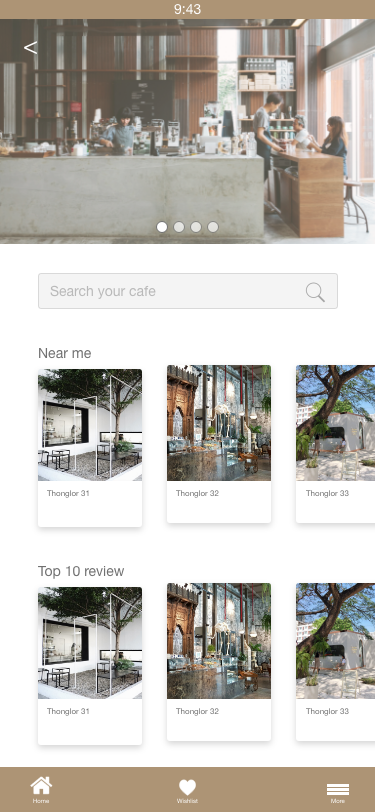 9:43
<
Search your cafe
Near me
Thonglor 31
Thonglor 32
Thonglor 33
Top 10 review
Thonglor 31
Thonglor 32
Thonglor 33
Home
Wishlist
More